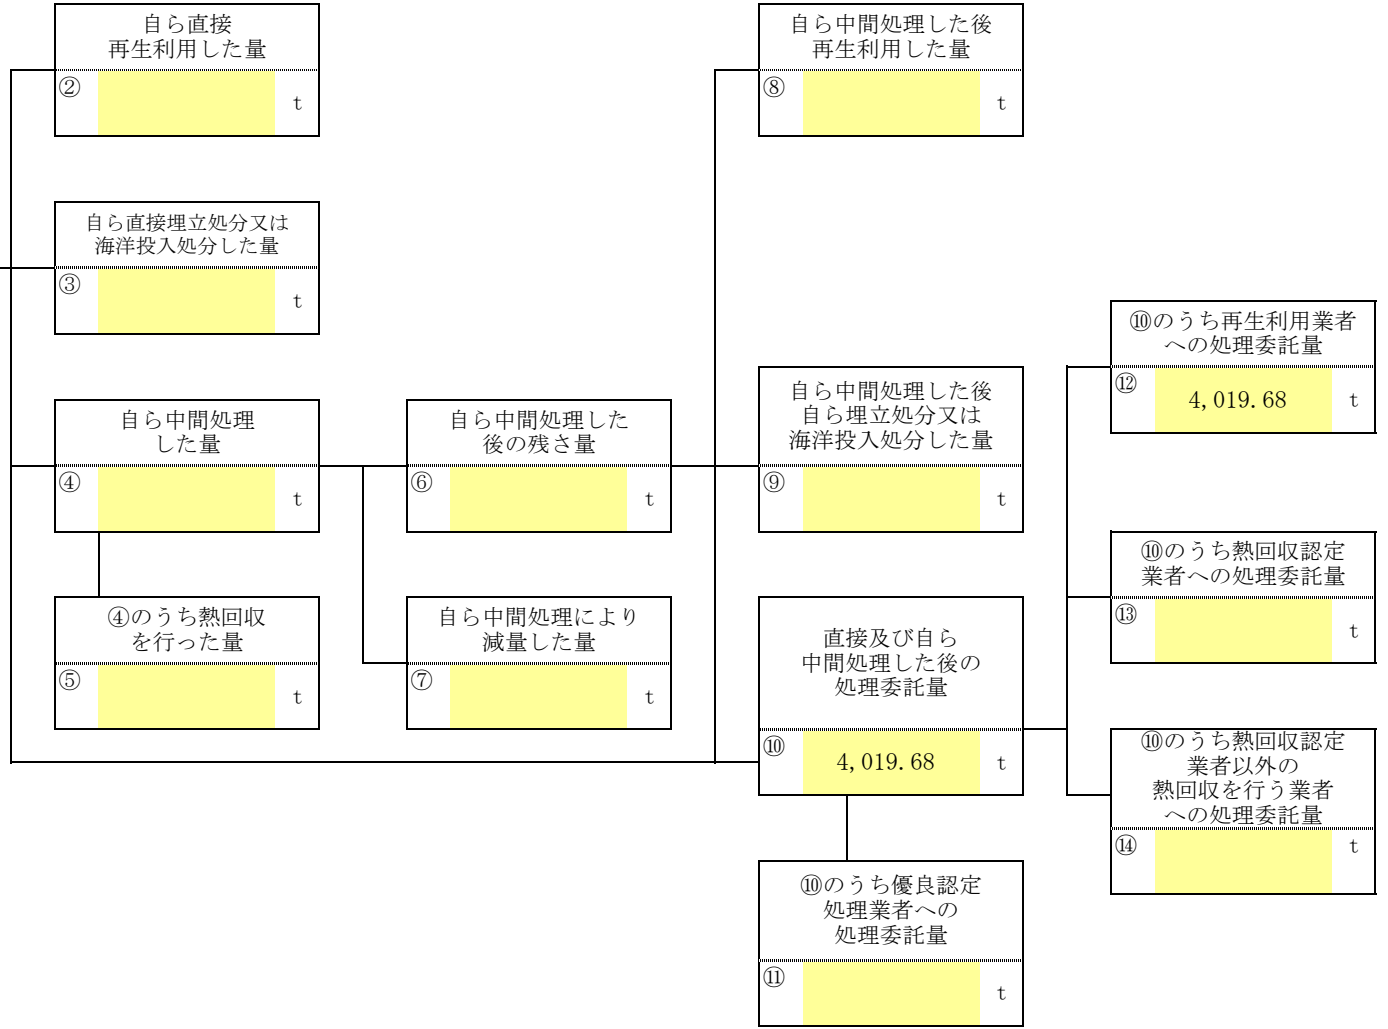 自ら直接
再生利用した量
②
t
自ら中間処理した後
再生利用した量
⑧
t
自ら直接埋立処分又は
海洋投入処分した量
③
t
⑩のうち再生利用業者
への処理委託量
⑫ 4,019.68 t
自ら中間処理
した量
④
t
自ら中間処理した
後の残さ量
⑥
t
自ら中間処理した後
自ら埋立処分又は
海洋投入処分した量
⑨
t
⑩のうち熱回収認定
業者への処理委託量
⑬
t
④のうち熱回収
を行った量
⑤
t
自ら中間処理により
減量した量
⑦
t
直接及び自ら
中間処理した後の
処理委託量
⑩ 4,019.68 t
⑩のうち熱回収認定
業者以外の
熱回収を行う業者
への処理委託量
⑭
t
⑩のうち優良認定
処理業者への
処理委託量
⑪
t